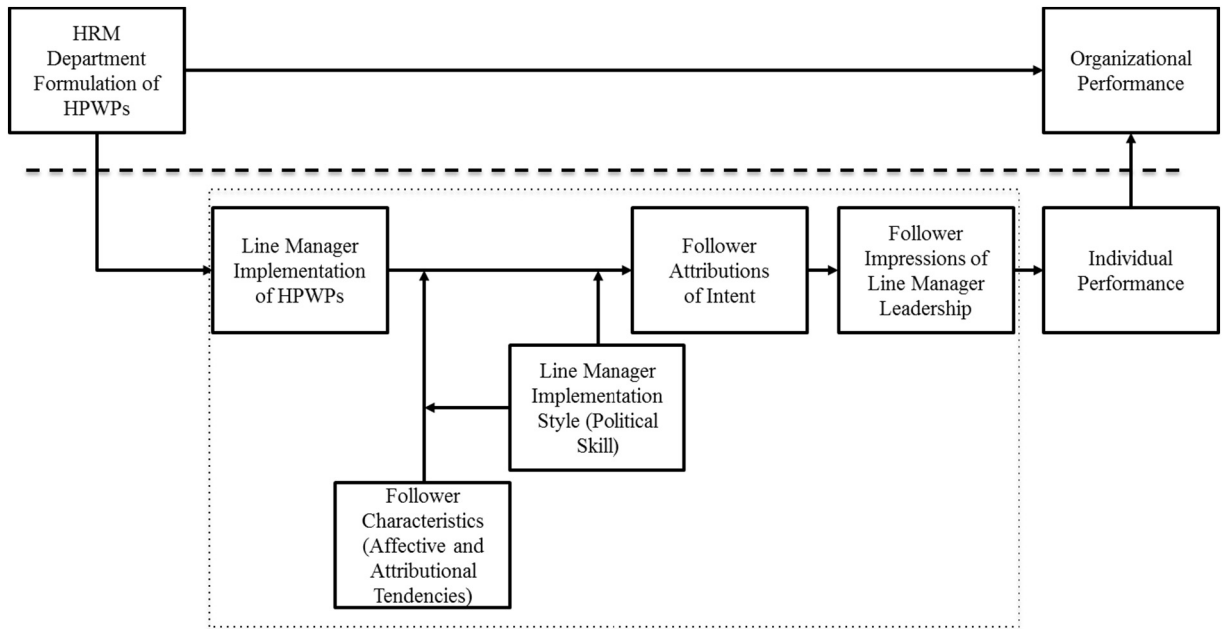 HRM
Department
Formulation of
HPWPs
Organizational
Performance
Line Manager
Implementation
of HPWPs
Follower
Attributions
of Intent
Follower
Impressions of
Line Manager
Leadership
Individual
Performance
Line Manager
Implementation
Style (Political
Skill)
Follower
Characteristics
(Affective and
Attributional
Tendencies)